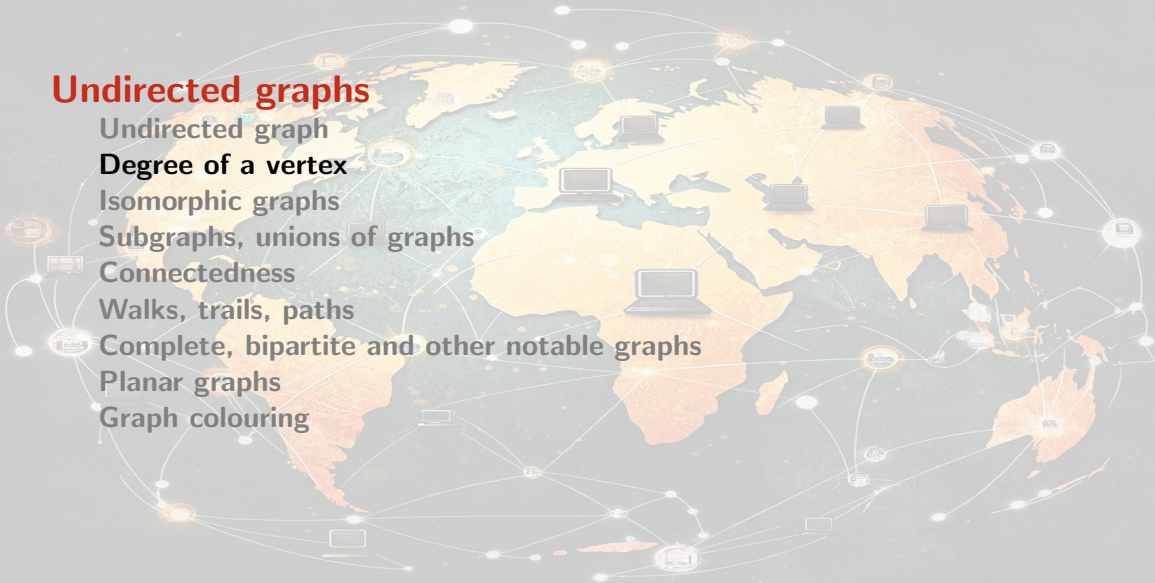 Undirected graphs
Undirected graph
Degree of a vertex
Isomorphic graphs
Subgraphs, unions of graphs
Connectedness
Walks, trails, paths
Complete, bipartite and other notable graphs
Planar graphs
Graph colouring